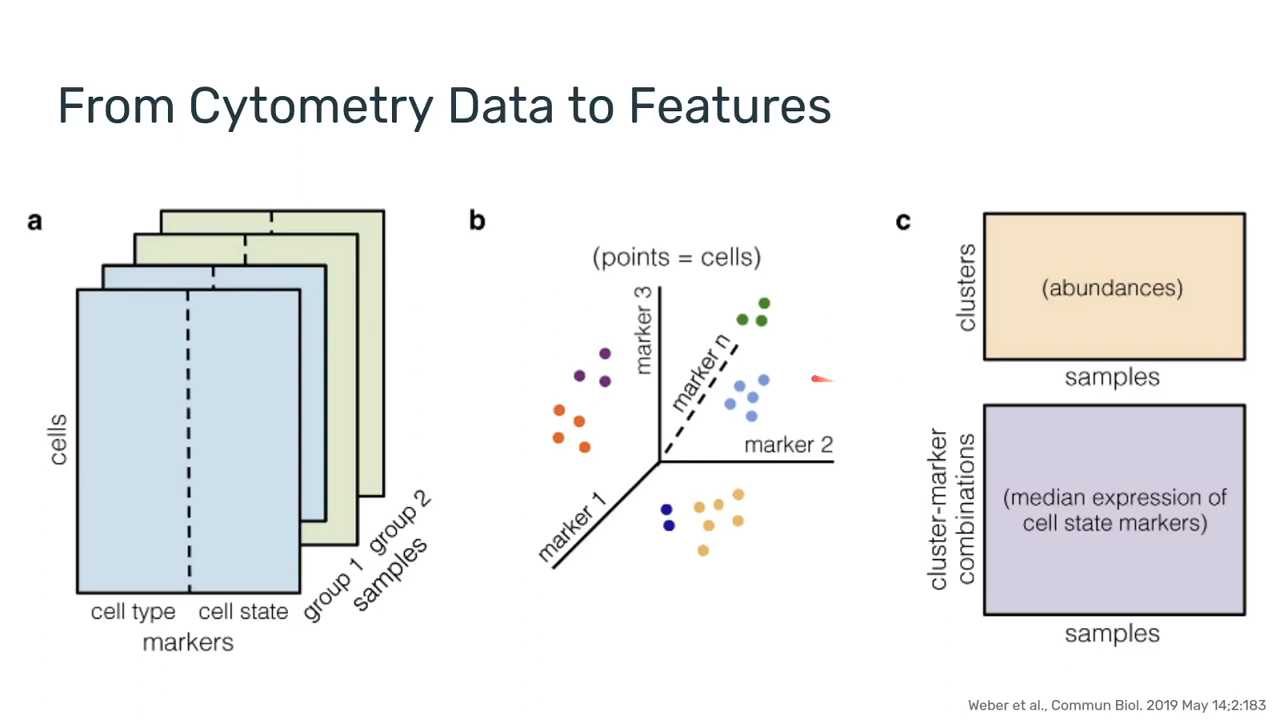 From Cytometry Data to Features
a
cells
cell type
cell state
markers
group 1
group 2
samples
b
(points = cells)
marker 3
marker n
marker 2
marker 1
c
clusters
(abundances)
samples
cluster-marker
combinations
(median expression of
cell state markers)
samples
Weber et al., Commun Biol. 2019 May 14;2:183